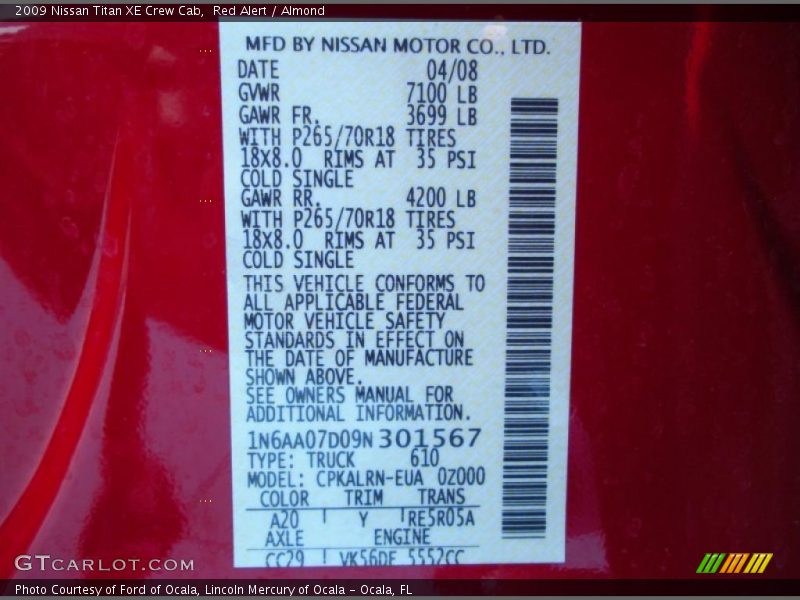 2009 Nissan Titan XE Crew Cab, Red Alert / Almond
MFD BY NISSAN MOTOR CO., LTD.
DATE 04/08
GVWR 7100 LB
GAWR FR. 3699 LB
WITH P265/70R18 TIRES
18X8.0 RIMS AT 35 PSI
COLD SINGLE
GAWR RR. 4200 LB
WITH P265/70R18 TIRES
18X8.0 RIMS AT 35 PSI
COLD SINGLE
THIS VEHICLE CONFORMS TO
ALL APPLICABLE FEDERAL
MOTOR VEHICLE SAFETY
STANDARDS IN EFFECT ON
THE DATE OF MANUFACTURE
SHOWN ABOVE.
SEE OWNERS MANUAL FOR
ADDITIONAL INFORMATION.
1N6AA07D09N301567
TYPE: TRUCK 610
MODEL: CPKALRN-EUA 0Z000
COLOR TRIM TRANS
A20 Y RE5R05A
AXLE ENGINE
CC29 VK56DE 5552CC
GTCARLOT.COM
Photo Courtesy of Ford of Ocala, Lincoln Mercury of Ocala - Ocala, FL